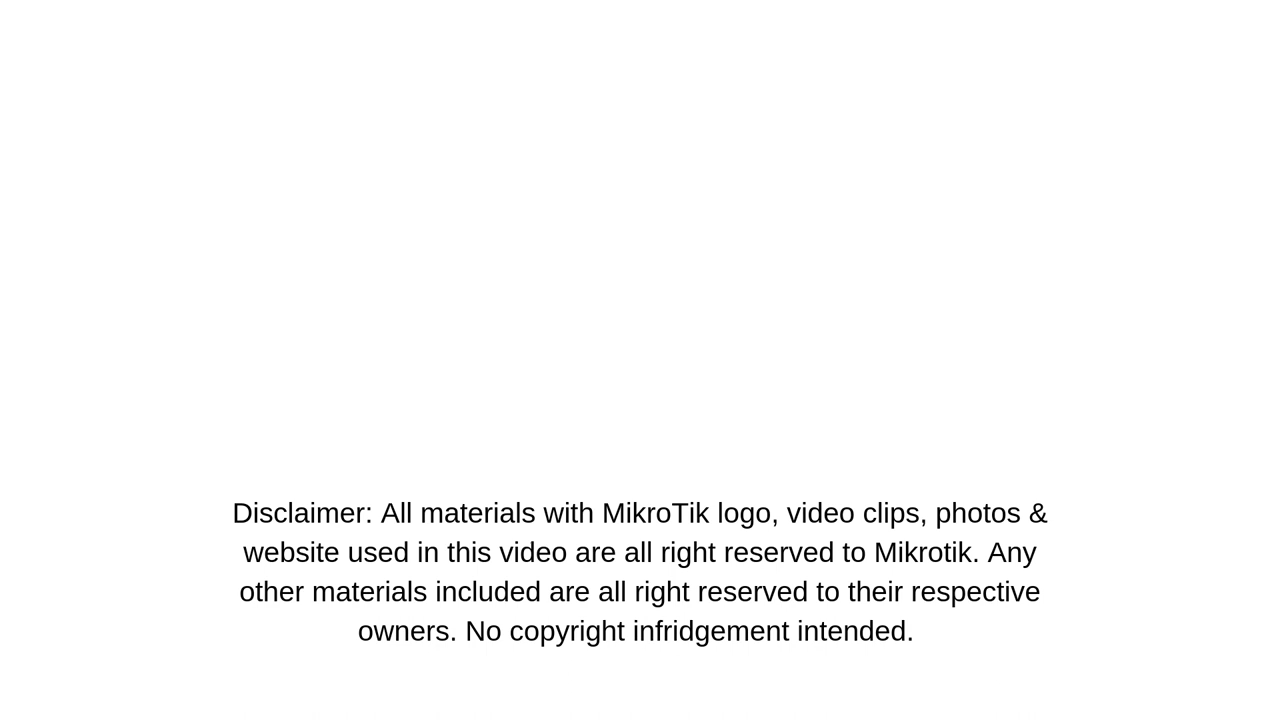 Disclaimer: All materials with MikroTik logo, video clips, photos &
website used in this video are all right reserved to Mikrotik. Any
other materials included are all right reserved to their respective
owners. No copyright infridgement intended.